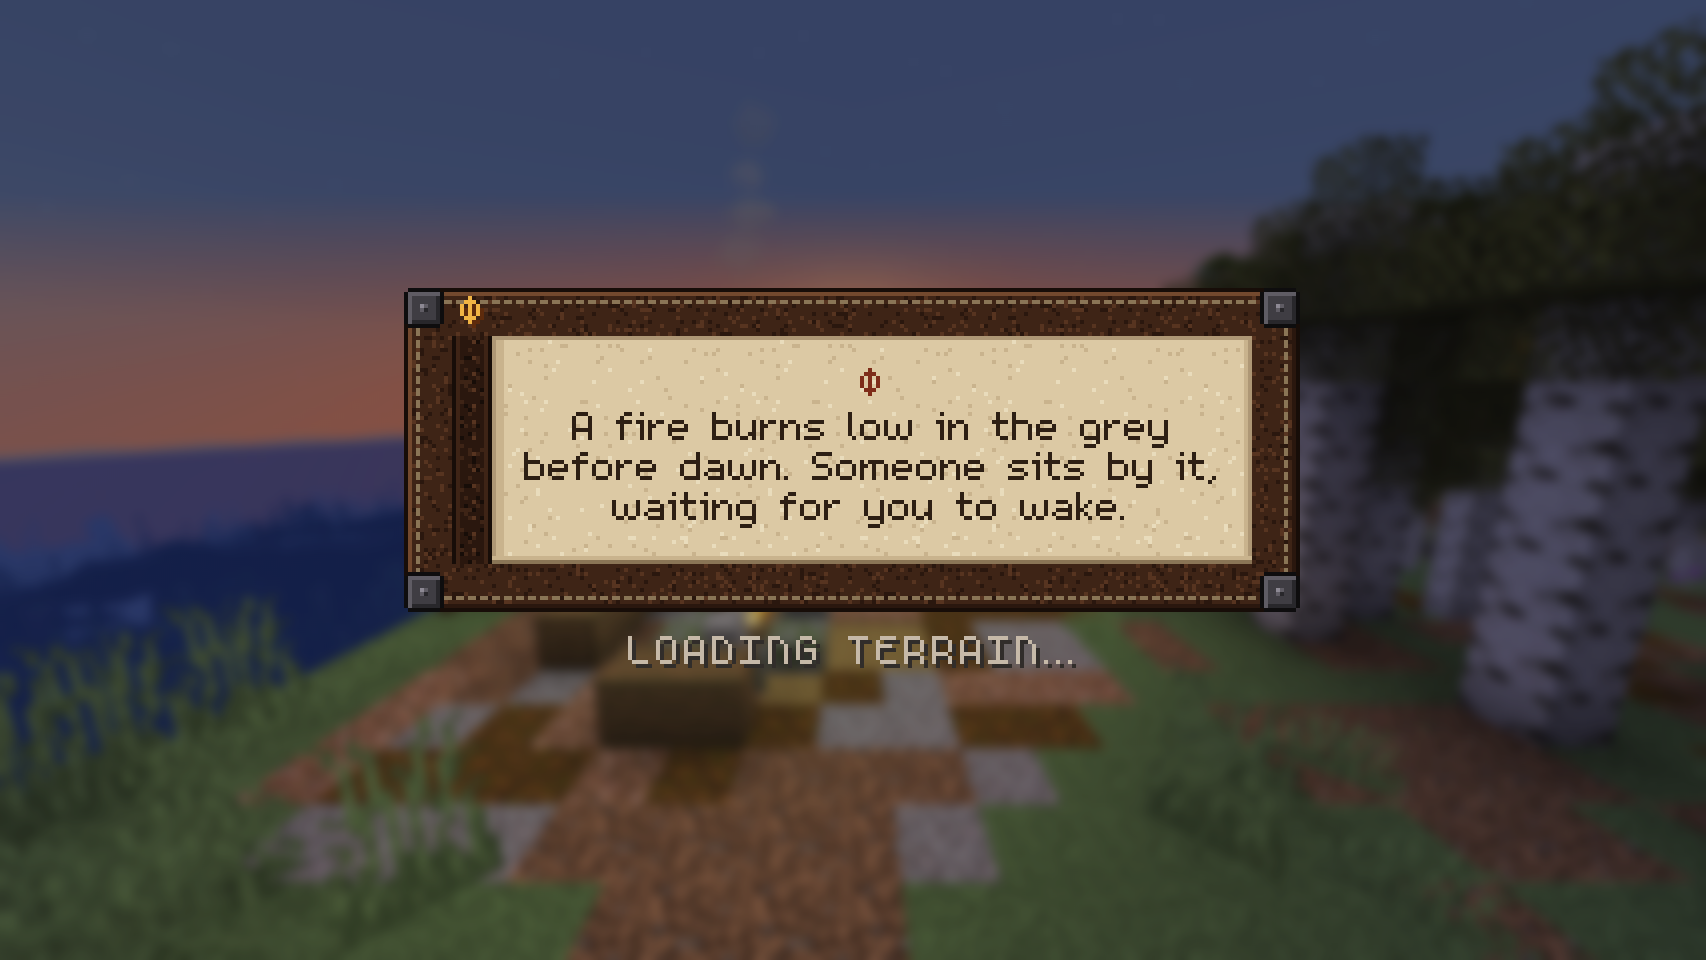 A fire burns low in the grey
before dawn. Someone sits by it,
waiting for you to wake.
LOADING TERRAIN...